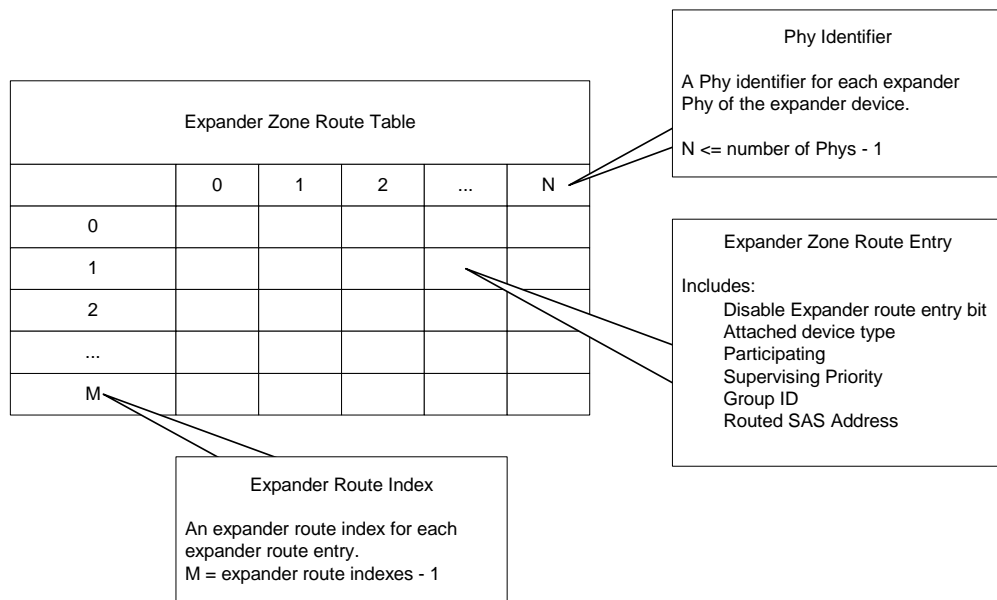 Phy Identifier
A Phy identifier for each expander
Phy of the expander device.
N <= number of Phys - 1
Expander Zone Route Table
0 1 2 ... N
0
1
2
...
M
Expander Zone Route Entry
Includes:
Disable Expander route entry bit
Attached device type
Participating
Supervising Priority
Group ID
Routed SAS Address
Expander Route Index
An expander route index for each
expander route entry.
M = expander route indexes - 1